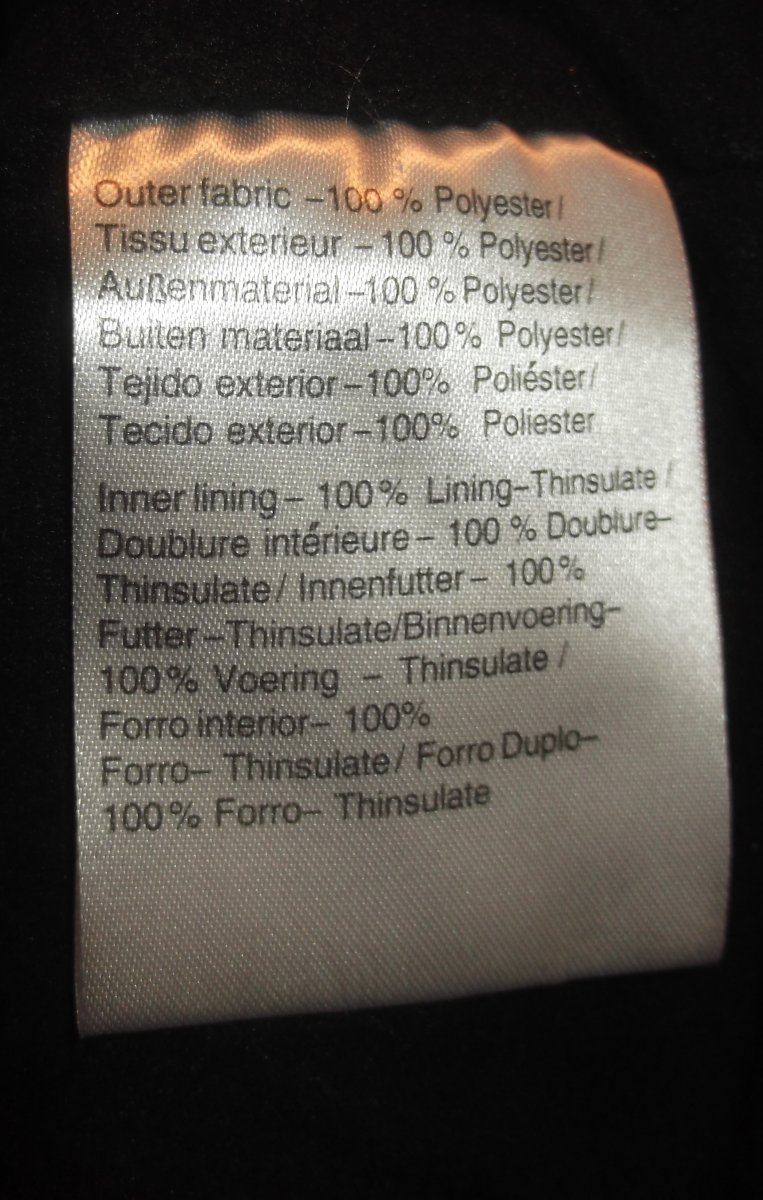 Outer fabric –100 % Polyester/
Tissu exterieur – 100 % Polyester/
Außenmaterial –100 % Polyester/
Buiten materiaal –100% Polyester/
Tejido exterior –100% Poliéster/
Tecido exterior –100% Poliester
Inner lining – 100% Lining–Thinsulate /
Doublure intérieure – 100 % Doublure–
Thinsulate / Innenfutter – 100%
Futter –Thinsulate/Binnenvoering–
100% Voering – Thinsulate /
Forro interior– 100%
Forro– Thinsulate / Forro Duplo–
100% Forro– Thinsulate